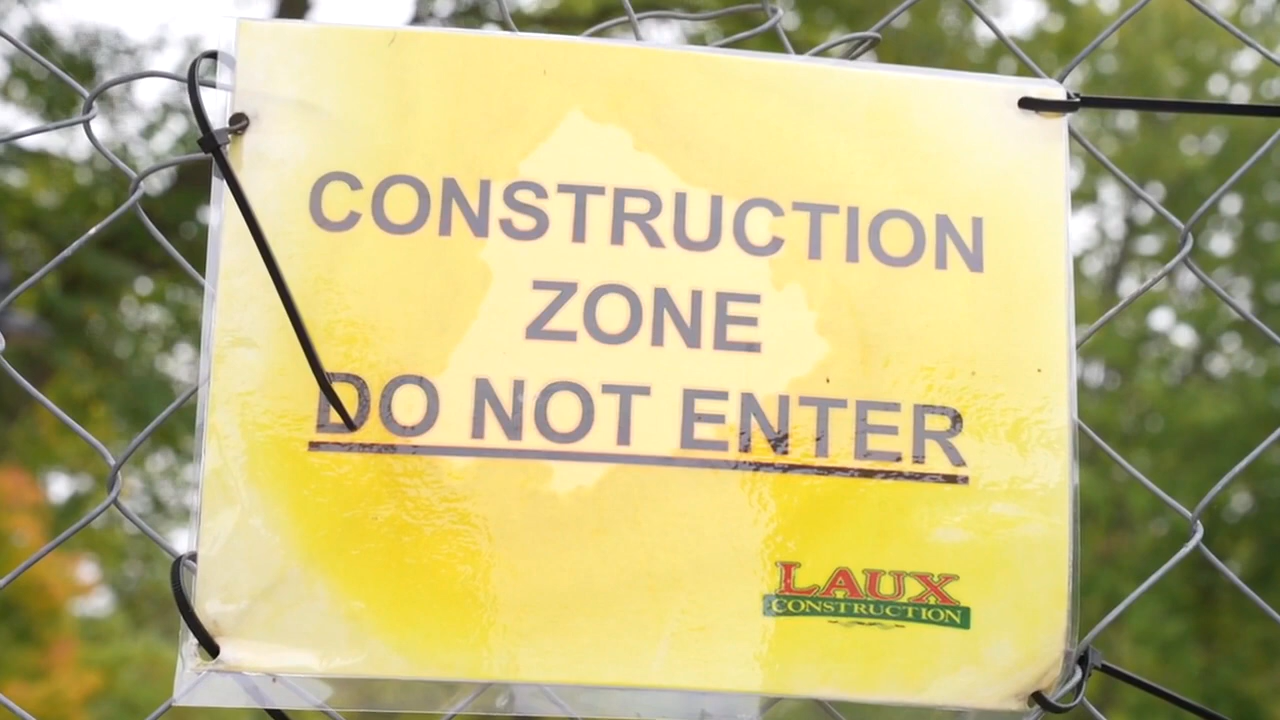 CONSTRUCTION
ZONE
DO NOT ENTER
LAUX
CONSTRUCTION